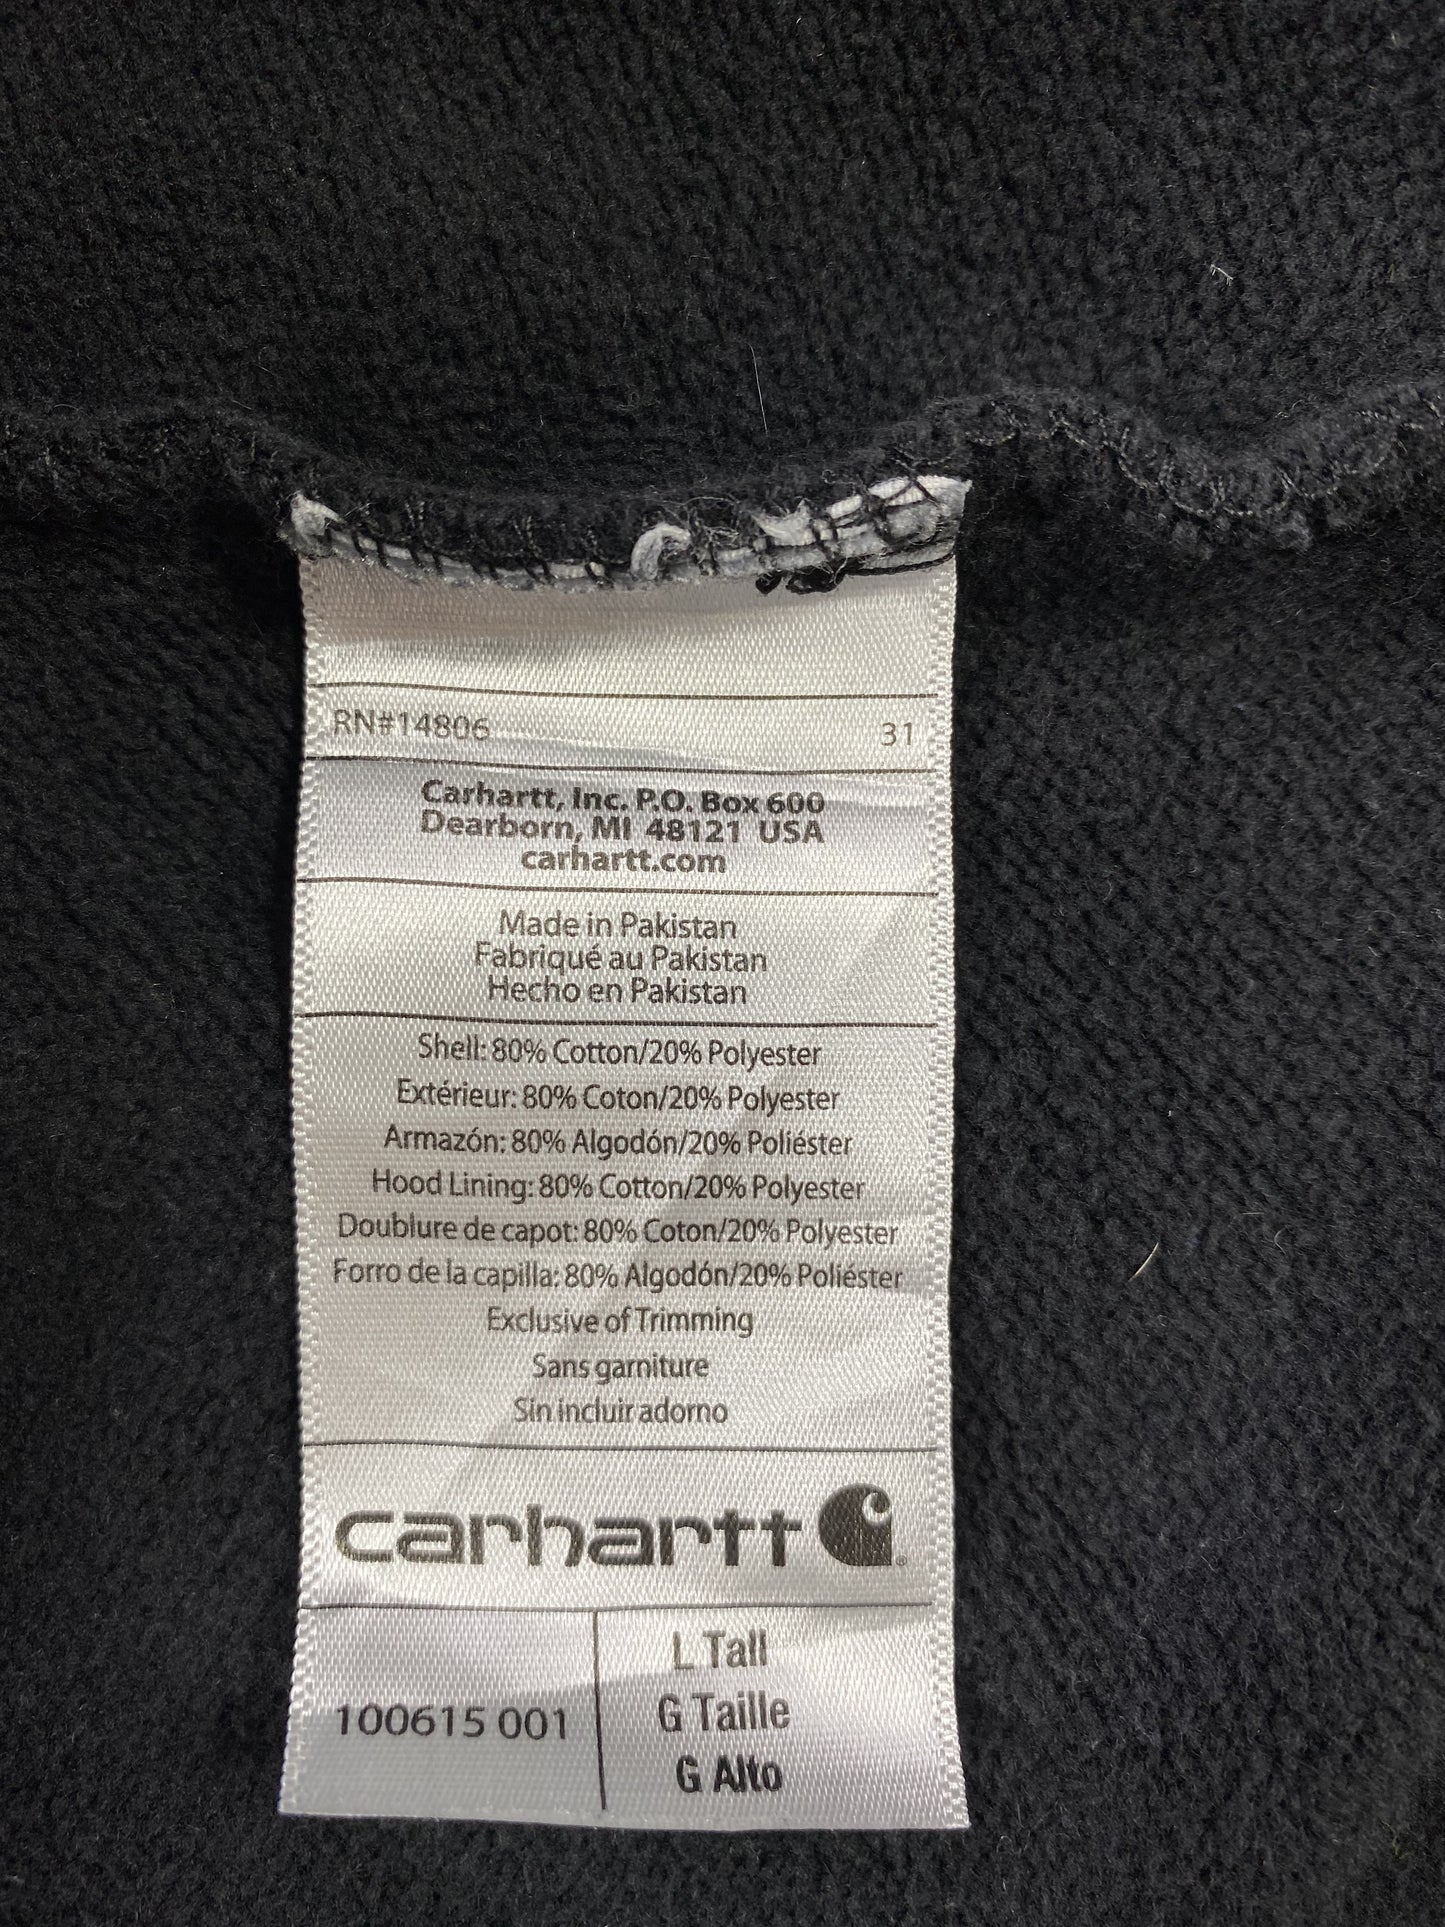 RN#14806 31
Carhartt, Inc. P.O. Box 600
Dearborn, MI 48121 USA
carhartt.com
Made in Pakistan
Fabriqué au Pakistan
Hecho en Pakistan
Shell: 80% Cotton/20% Polyester
Extérieur: 80% Coton/20% Polyester
Armazón: 80% Algodón/20% Poliéster
Hood Lining: 80% Cotton/20% Polyester
Doublure de capot: 80% Coton/20% Polyester
Forro de la capilla: 80% Algodón/20% Poliéster
Exclusive of Trimming
Sans garniture
Sin incluir adorno
carhartt
100615 001
L Tall
G Taille
G Alto